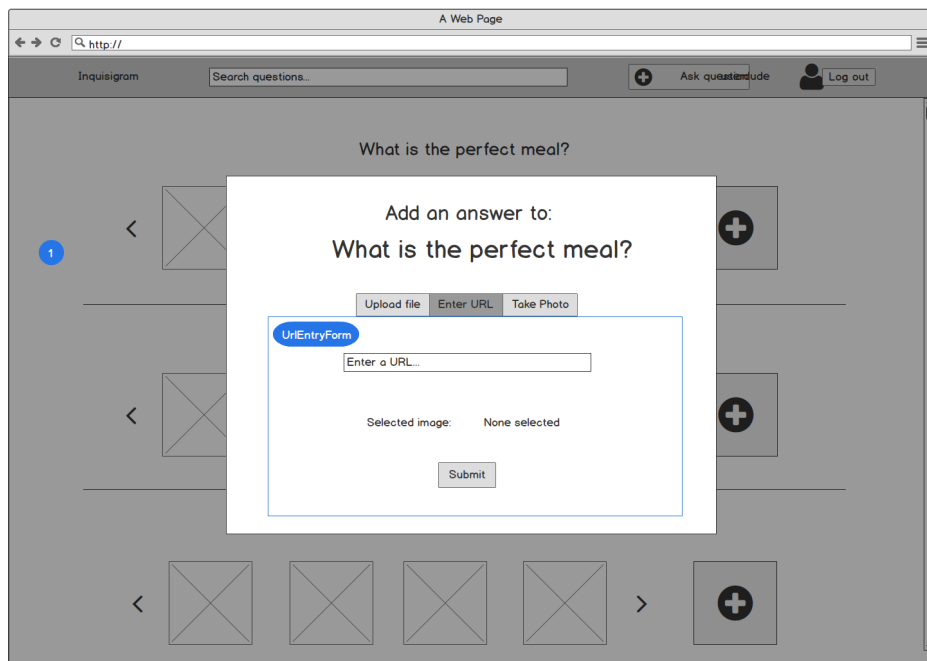 A Web Page
http://
Inquisigram
Search questions...
Ask question
dude
Log out
What is the perfect meal?
1
Add an answer to:
What is the perfect meal?
Upload file
Enter URL
Take Photo
UrlEntryForm
Enter a URL...
Selected image:
None selected
Submit